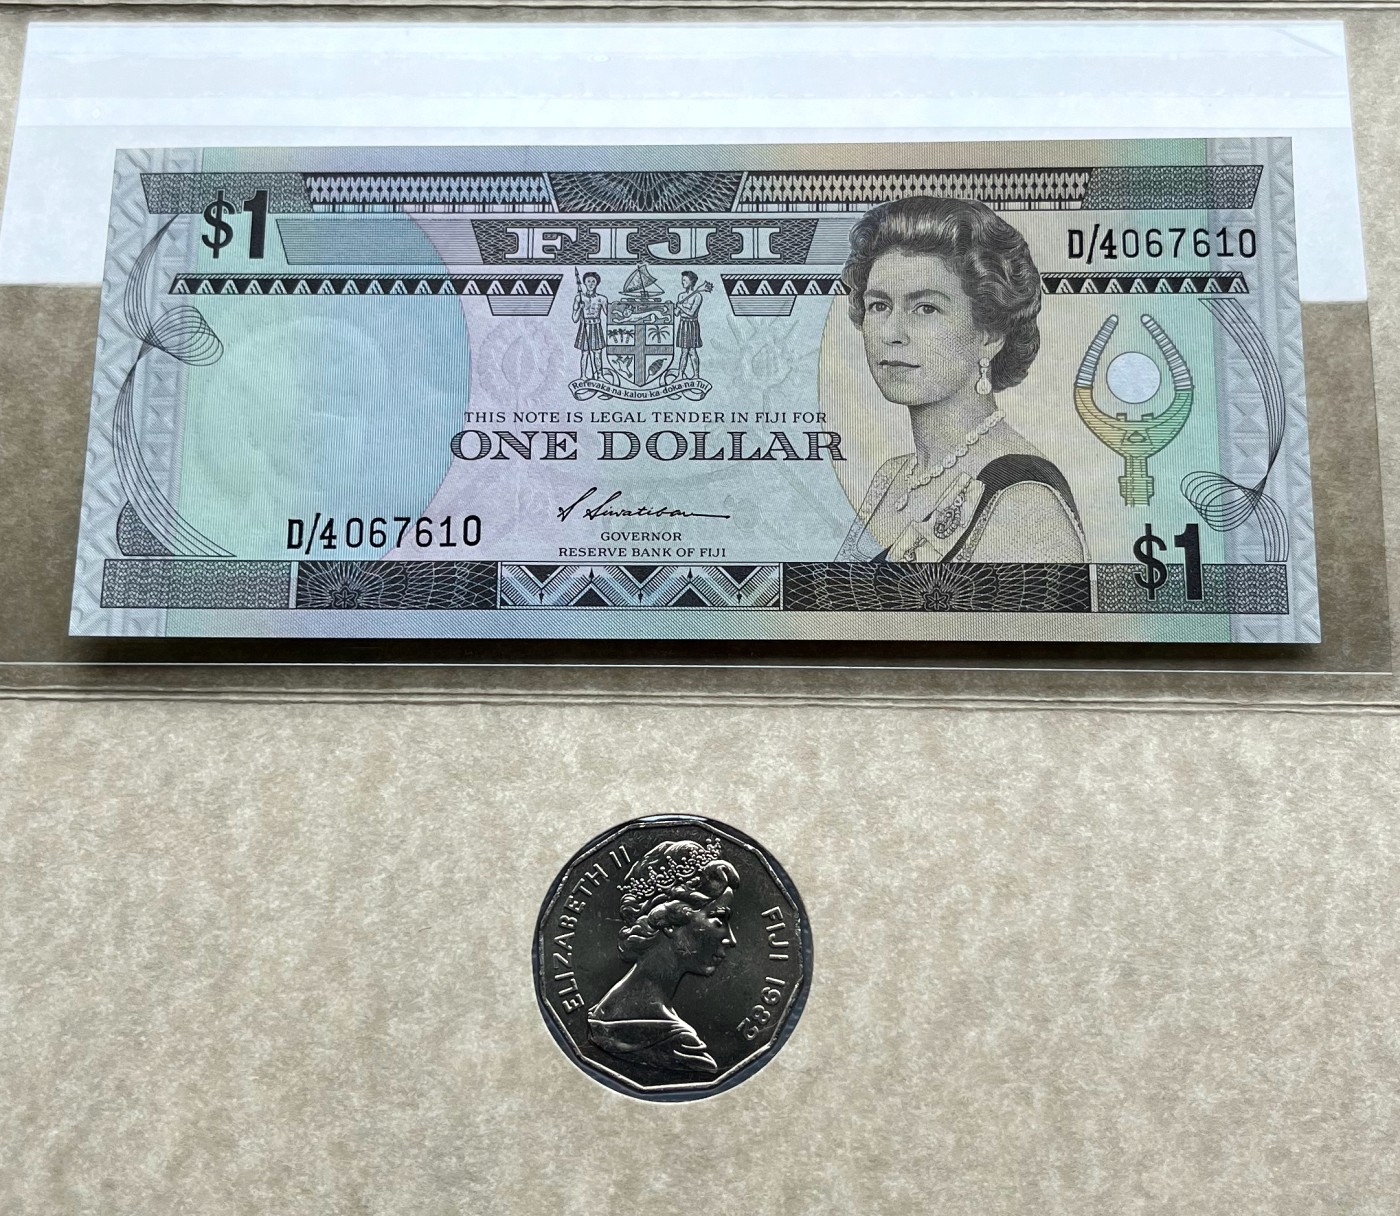 $1
FIJI
D/4067610
Rerevaka·na·kalou·ka·doka·na·Tui
THIS NOTE IS LEGAL TENDER IN FIJI FOR
ONE DOLLAR
D/4067610
S Siwatibau
GOVERNOR
RESERVE BANK OF FIJI
$1
ELIZABETH II
FIJI 1982